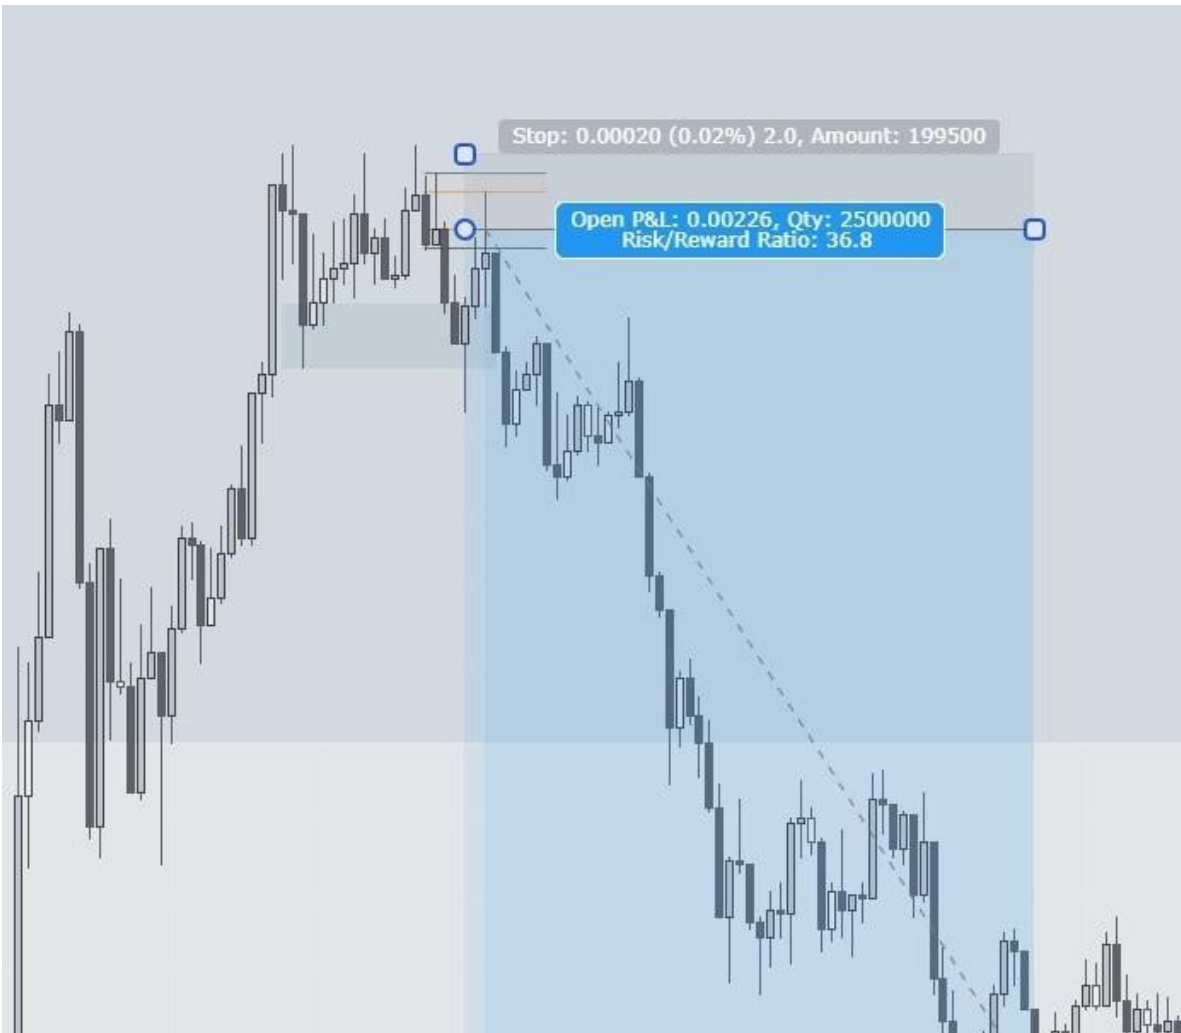 Stop: 0.00020 (0.02%) 2.0, Amount: 199500
Open P&L: 0.00226, Qty: 2500000
Risk/Reward Ratio: 36.8